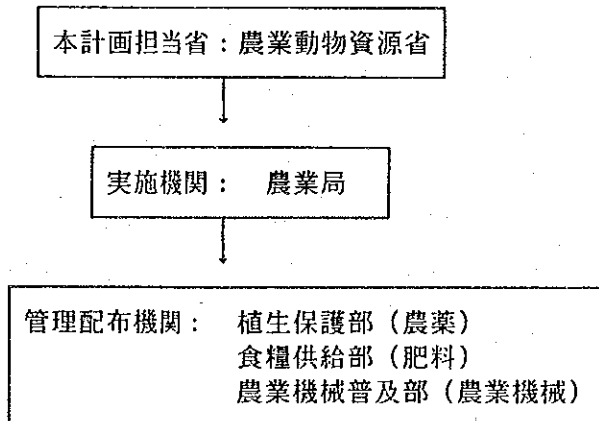 本計画担当省：農業動物資源省
実施機関：　農業局
管理配布機関：　植生保護部（農薬）
食糧供給部（肥料）
農業機械普及部（農業機械）